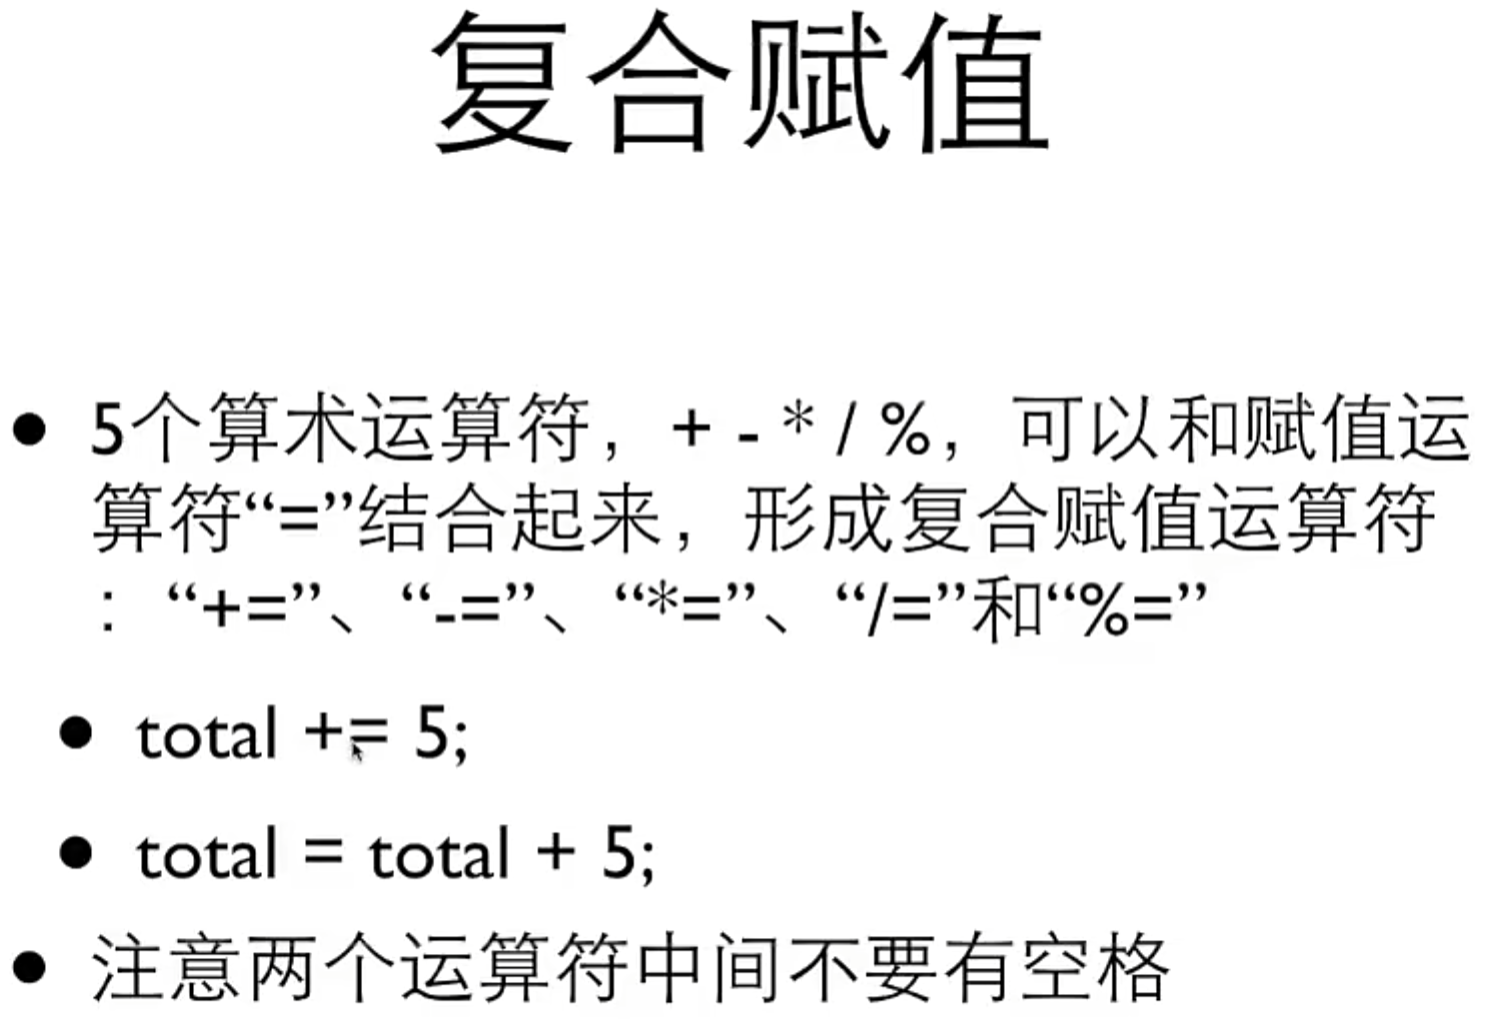 复合赋值
• 5个算术运算符，+ - * / %，可以和赋值运
算符“=”结合起来，形成复合赋值运算符
：“+=”、“-=”、“*=”、“/=”和“%=”
• total += 5;
• total = total + 5;
• 注意两个运算符中间不要有空格